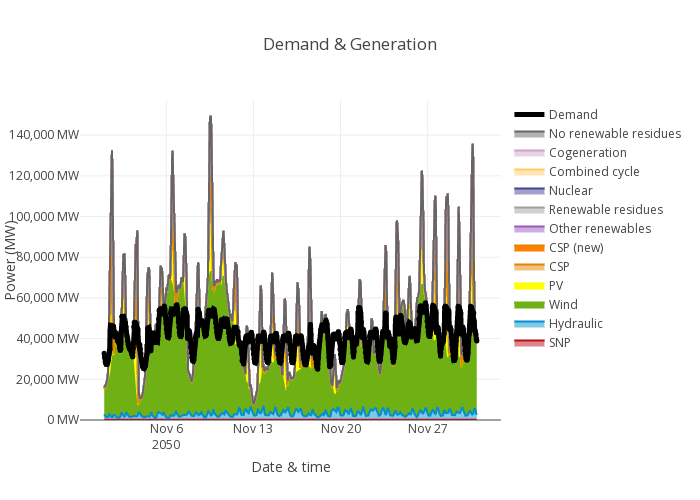 Demand & Generation
Power (MW)
140,000 MW
120,000 MW
100,000 MW
80,000 MW
60,000 MW
40,000 MW
20,000 MW
0 MW
Nov 6
2050
Nov 13
Nov 20
Nov 27
Date & time
Demand
No renewable residues
Cogeneration
Combined cycle
Nuclear
Renewable residues
Other renewables
CSP (new)
CSP
PV
Wind
Hydraulic
SNP